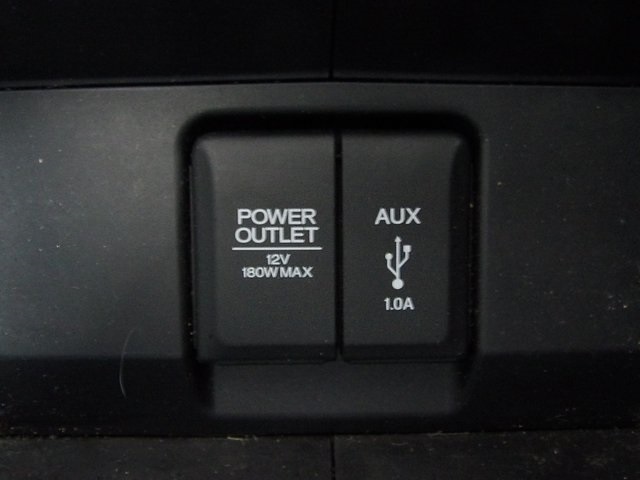 POWER
OUTLET
12V
180W MAX
AUX
1.0A